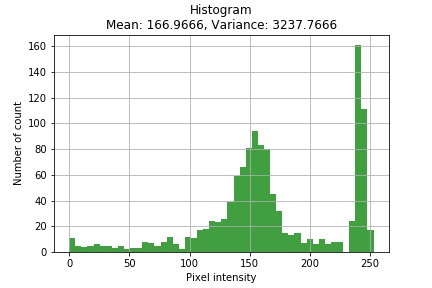 Histogram
Mean: 166.9666, Variance: 3237.7666
160
140
120
100
80
60
40
20
0
Number of count
0 50 100 150 200 250
Pixel intensity